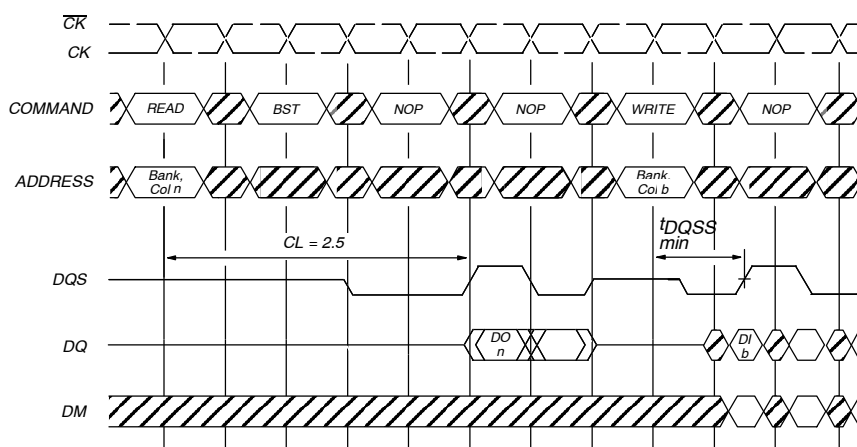 CK
CK
COMMAND READ BST NOP NOP WRITE NOP
ADDRESS Bank, Col n Bank, Col b
CL = 2.5
tDQSS min
DQS
DQ DO n DI b
DM